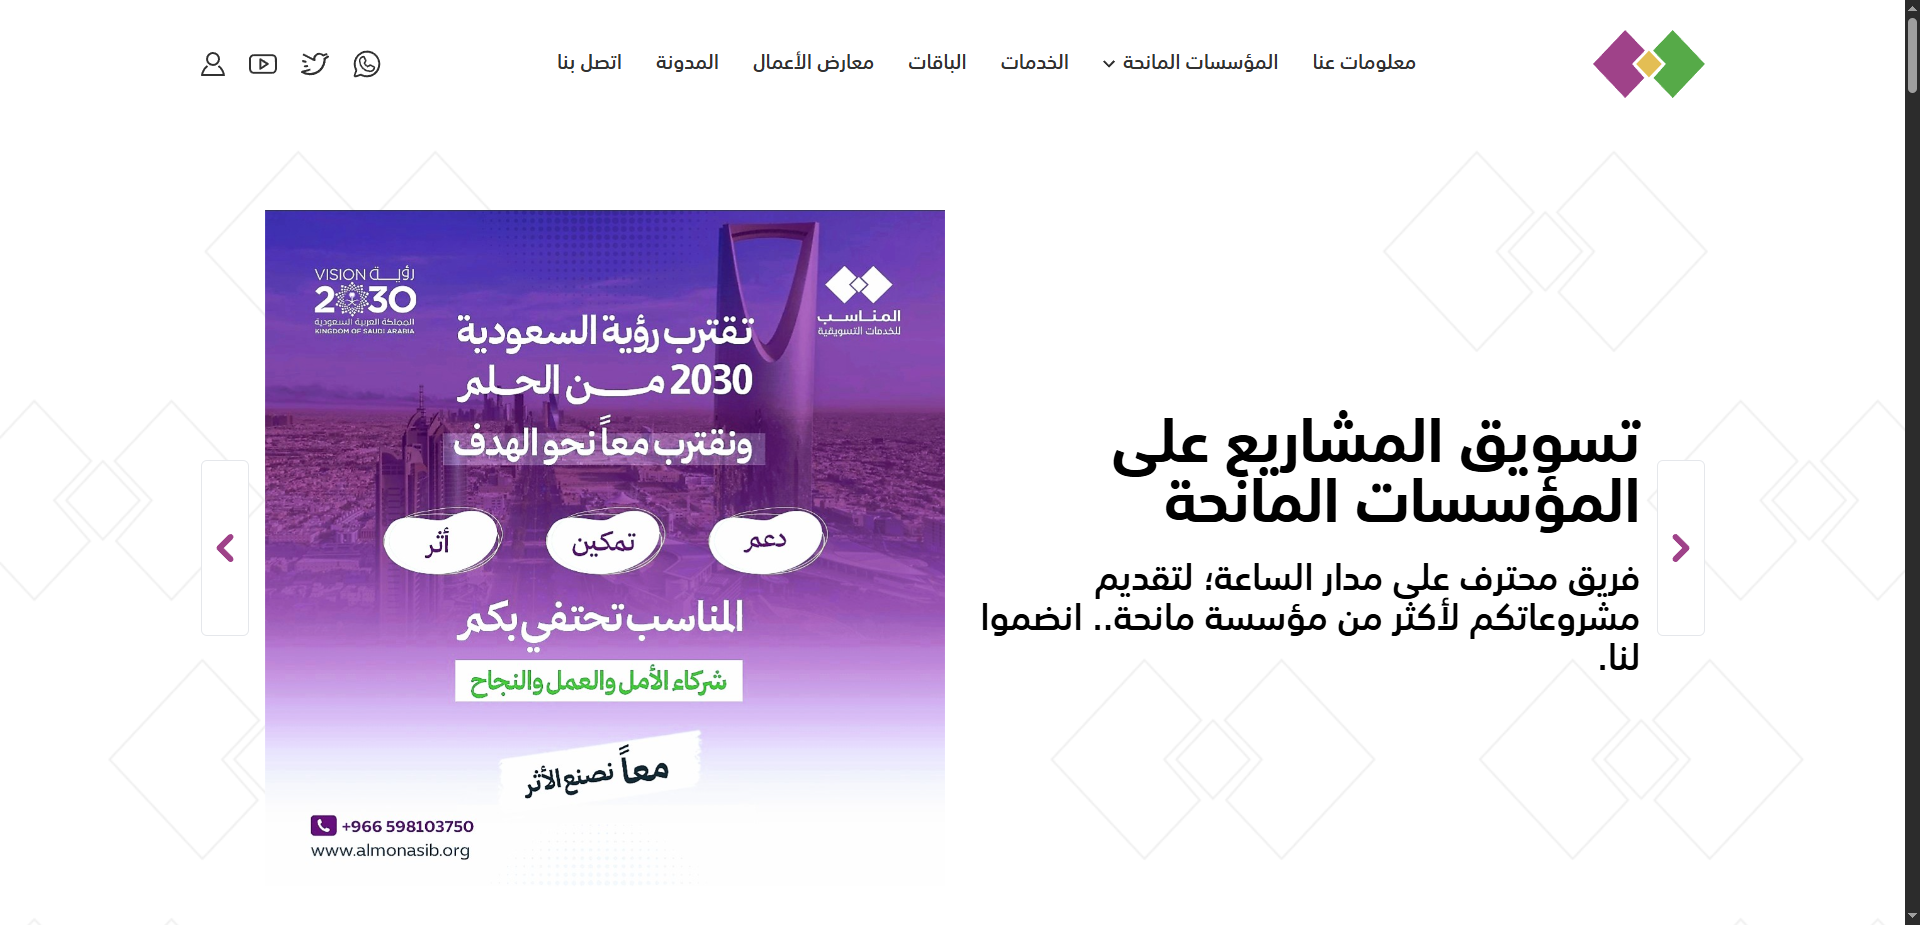 معلومات عنا
المؤسسات المانحة
الخدمات
الباقات
معارض الأعمال
المدونة
اتصل بنا
تسويق المشاريع على
المؤسسات المانحة
فريق محترف على مدار الساعة؛ لتقديم
مشروعاتكم لأكثر من مؤسسة مانحة.. انضموا
لنا.
المناسب
للخدمات التسويقية
VISION رؤية
2030
المملكة العربية السعودية
KINGDOM OF SAUDI ARABIA
تقترب رؤية السعودية
2030 من الحلم
ونقترب معاً نحو الهدف
دعم
تمكين
أثر
المناسب تحتفي بكم
شركاء الأمل والعمل والنجاح
معاً نصنع الأثر
+966 598103750
www.almonasib.org